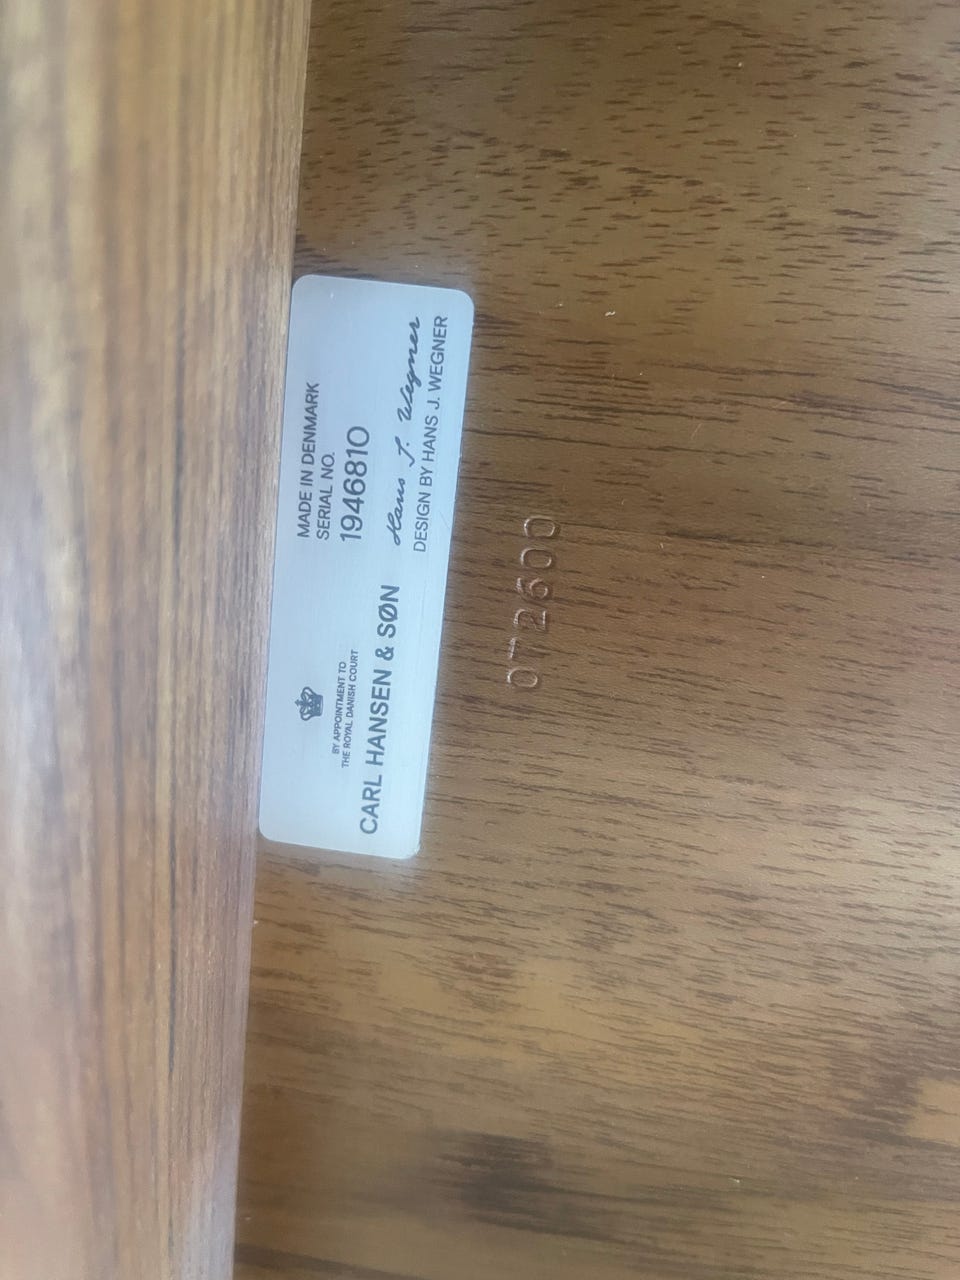 BY APPOINTMENT TO
THE ROYAL DANISH COURT
CARL HANSEN & SØN
MADE IN DENMARK
SERIAL NO.
1946810
Hans J. Wegner
DESIGN BY HANS J. WEGNER
072600